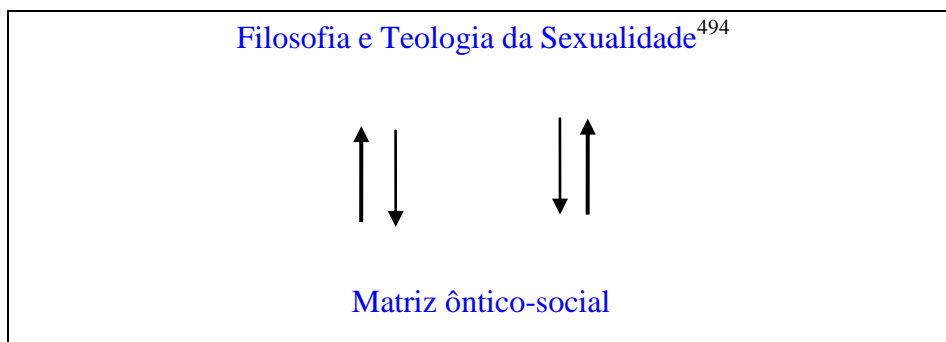 Filosofia e Teologia da Sexualidade494
Matriz ôntico-social